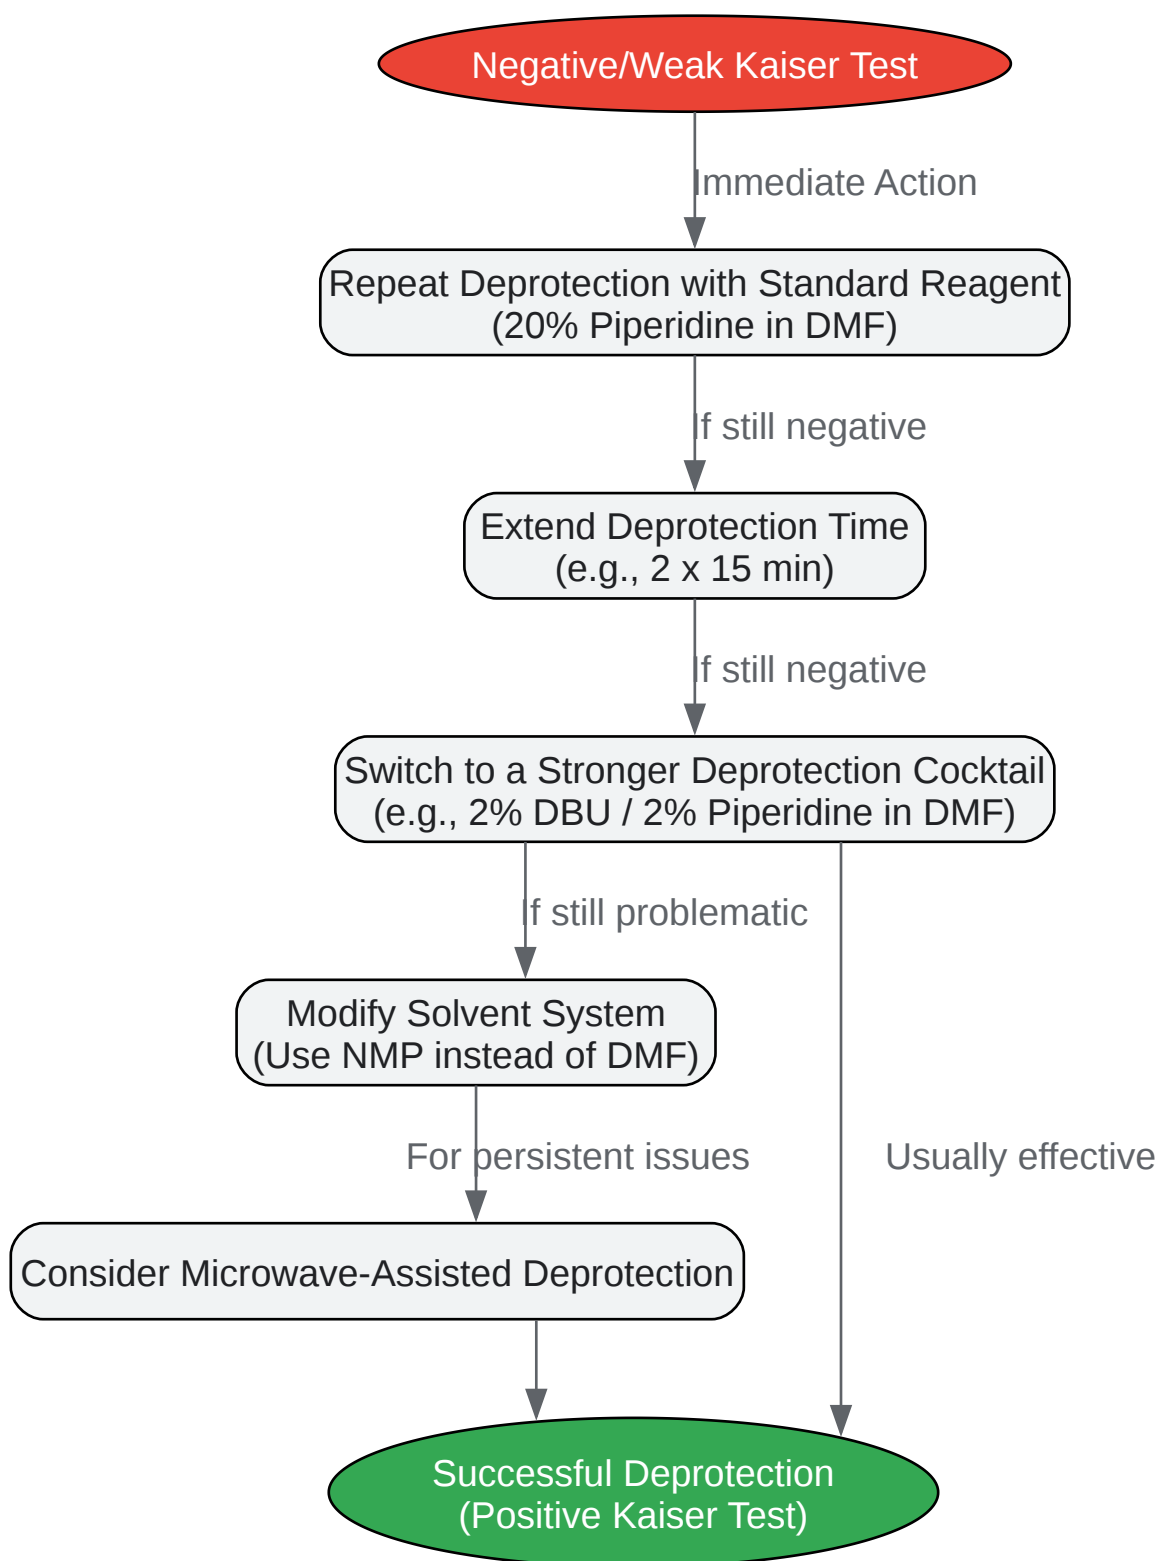 Negative/Weak Kaiser Test
Immediate Action
Repeat Deprotection with Standard Reagent
(20% Piperidine in DMF)
If still negative
Extend Deprotection Time
(e.g., 2 x 15 min)
If still negative
Switch to a Stronger Deprotection Cocktail
(e.g., 2% DBU / 2% Piperidine in DMF)
If still problematic
Modify Solvent System
(Use NMP instead of DMF)
For persistent issues
Usually effective
Consider Microwave-Assisted Deprotection
Successful Deprotection
(Positive Kaiser Test)